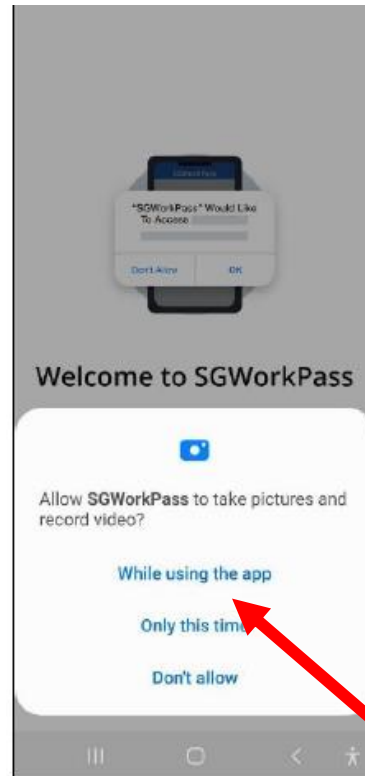 "SGWorkPass" Would Like
To Access
Don't Allow
OK
Welcome to SGWorkPass
Allow SGWorkPass to take pictures and
record video?
While using the app
Only this time
Don't allow